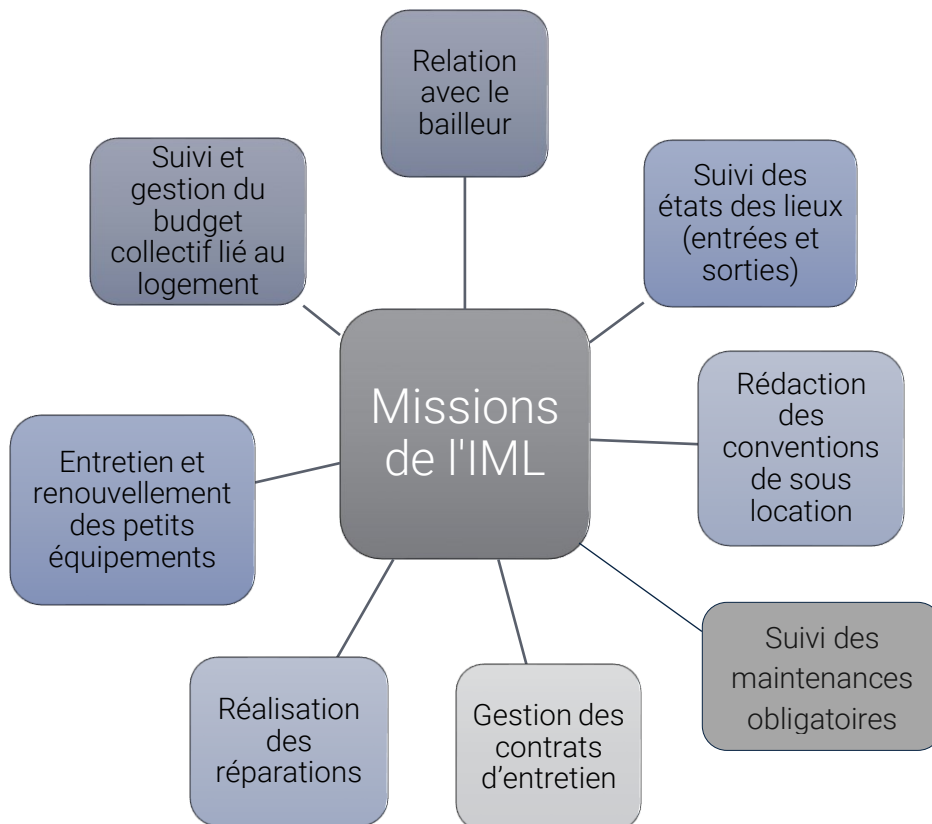 Relation
avec le
bailleur
Suivi et
gestion du
budget
collectif lié au
logement
Suivi des
états des lieux
(entrées et
sorties)
Missions
de l'IML
Rédaction
des
conventions
de sous
location
Entretien et
renouvellement
des petits
équipements
Suivi des
maintenances
obligatoires
Réalisation
des
réparations
Gestion des
contrats
d’entretien